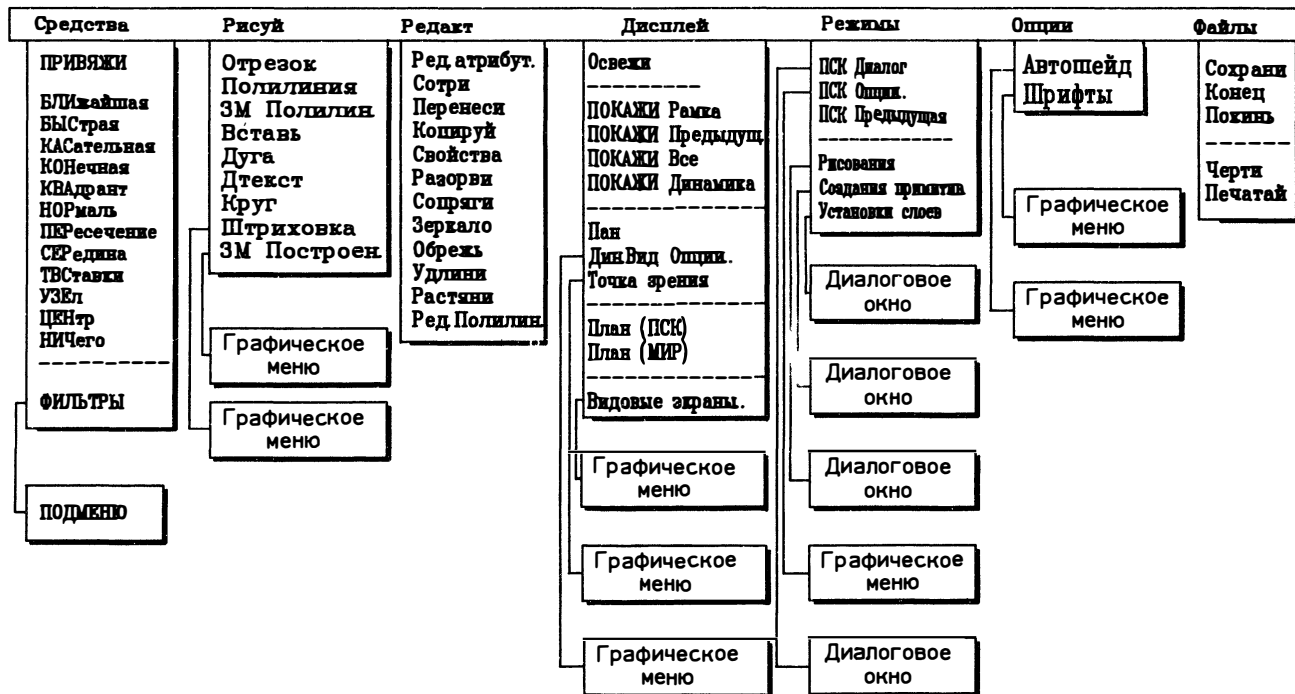 Средства Рисуй Редакт Дисплей Режимы Опции Файлы
ПРИВЯЖИ
БЛИжайшая
БЫСтрая
КАСательная
КОНечная
КВАдрант
НОРмаль
ПЕРесечение
СЕРедина
ТВСтавки
УЗЕл
ЦЕНтр
НИЧего
ФИЛЬТРЫ
ПОДМЕНЮ
Отрезок
Полилиния
ЗМ Полилин.
Вставь
Дуга
Дтекст
Круг
Штриховка
ЗМ Построен.
Графическое
меню
Графическое
меню
Ред. атрибут.
Сотри
Перенеси
Копируй
Свойства
Разорви
Сопряги
Зеркало
Обрежь
Удлини
Растяни
Ред. Полилин.
Освежи
ПОКАЖИ Рамка
ПОКАЖИ Предыдущ.
ПОКАЖИ Все
ПОКАЖИ Динамика
Пан
Дин.Вид Опции..
Точка зрения
План (ПСК)
План (МИР)
Видовые экраны.
Графическое
меню
Графическое
меню
Графическое
меню
ПСК Диалог
ПСК Опции.
ПСК Предыдущая
Рисования
Создания примитива
Установки слоев
Диалоговое
окно
Диалоговое
окно
Диалоговое
окно
Графическое
меню
Диалоговое
окно
Автошейд
Шрифты
Графическое
меню
Графическое
меню
Сохрани
Конец
Покинь
Черти
Печатай